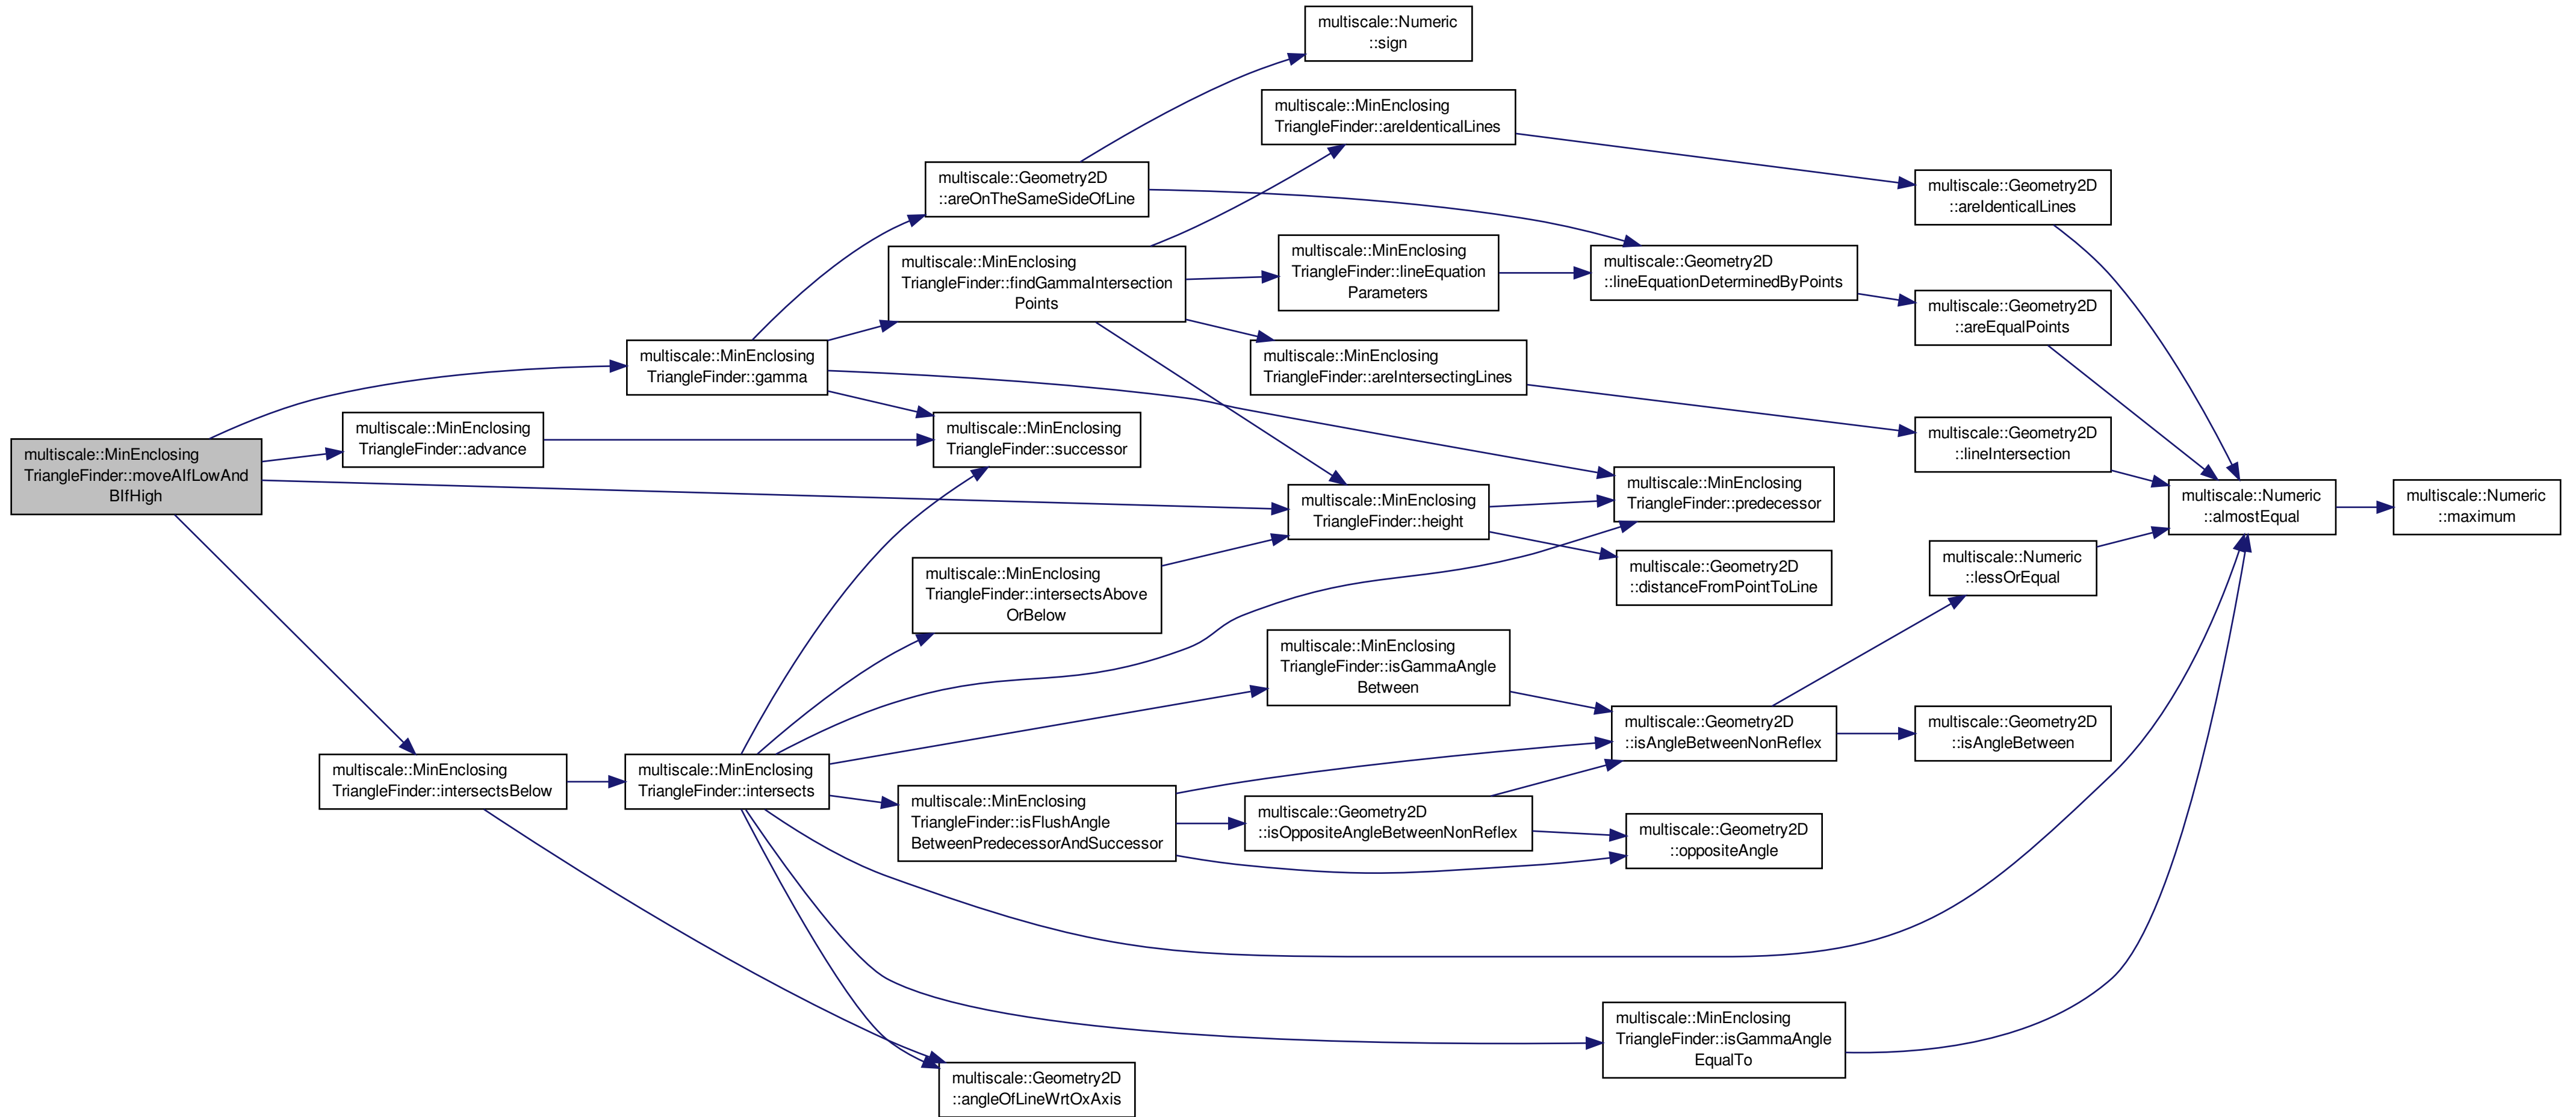 multiscale::MinEnclosing
TriangleFinder::moveAIfLowAnd
BIfHigh
multiscale::MinEnclosing
TriangleFinder::gamma
multiscale::MinEnclosing
TriangleFinder::advance
multiscale::MinEnclosing
TriangleFinder::intersectsBelow
multiscale::MinEnclosing
TriangleFinder::intersects
multiscale::Geometry2D
::areOnTheSameSideOfLine
multiscale::MinEnclosing
TriangleFinder::findGammaIntersection
Points
multiscale::MinEnclosing
TriangleFinder::successor
multiscale::MinEnclosing
TriangleFinder::intersectsAbove
OrBelow
multiscale::MinEnclosing
TriangleFinder::isFlushAngle
BetweenPredecessorAndSuccessor
multiscale::Geometry2D
::angleOfLineWrtOxAxis
multiscale::Numeric
::sign
multiscale::MinEnclosing
TriangleFinder::areIdenticalLines
multiscale::MinEnclosing
TriangleFinder::lineEquation
Parameters
multiscale::MinEnclosing
TriangleFinder::areIntersectingLines
multiscale::MinEnclosing
TriangleFinder::height
multiscale::MinEnclosing
TriangleFinder::isGammaAngle
Between
multiscale::Geometry2D
::isOppositeAngleBetweenNonReflex
multiscale::Geometry2D
::lineEquationDeterminedByPoints
multiscale::MinEnclosing
TriangleFinder::predecessor
multiscale::Geometry2D
::distanceFromPointToLine
multiscale::Geometry2D
::isAngleBetweenNonReflex
multiscale::Geometry2D
::oppositeAngle
multiscale::MinEnclosing
TriangleFinder::isGammaAngle
EqualTo
multiscale::Geometry2D
::areIdenticalLines
multiscale::Geometry2D
::areEqualPoints
multiscale::Geometry2D
::lineIntersection
multiscale::Numeric
::lessOrEqual
multiscale::Geometry2D
::isAngleBetween
multiscale::Numeric
::almostEqual
multiscale::Numeric
::maximum